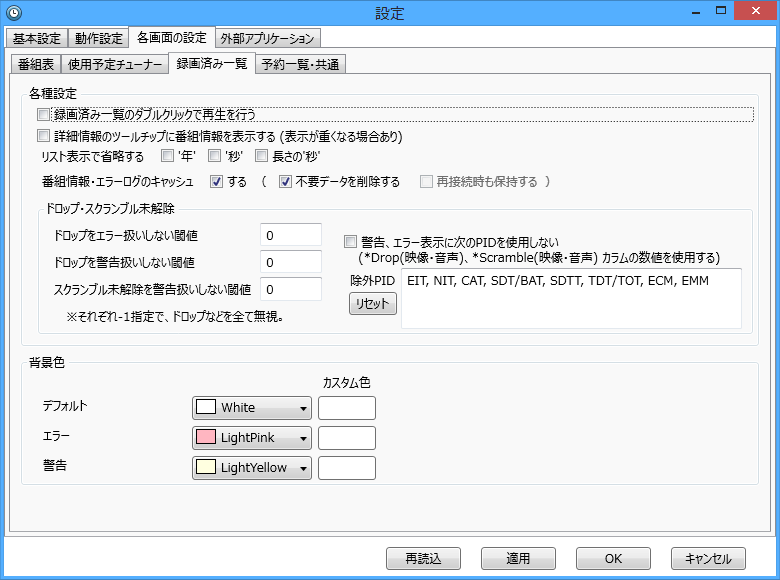 設定
基本設定 動作設定 各画面の設定 外部アプリケーション
番組表 使用予定チューナー 録画済み一覧 予約一覧・共通
各種設定
録画済み一覧のダブルクリックで再生を行う
詳細情報のツールチップに番組情報を表示する (表示が重くなる場合あり)
リスト表示で省略する '年' '秒' 長さの'秒'
番組情報・エラーログのキャッシュ する ( 不要データを削除する 再接続時も保持する )
ドロップ・スクランブル未解除
ドロップをエラー扱いしない閾値 0
ドロップを警告扱いしない閾値 0
スクランブル未解除を警告扱いしない閾値 0
※それぞれ-1指定で、ドロップなどを全て無視。
警告、エラー表示に次のPIDを使用しない
(*Drop(映像・音声)、*Scramble(映像・音声) カラムの数値を使用する)
除外PID EIT, NIT, CAT, SDT/BAT, SDTT, TDT/TOT, ECM, EMM
リセット
背景色
カスタム色
デフォルト White
エラー LightPink
警告 LightYellow
再読込 適用 OK キャンセル